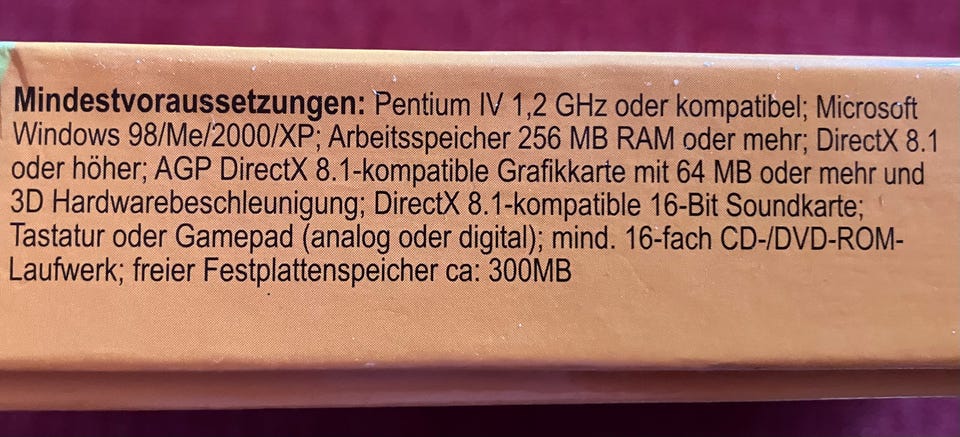 Mindestvoraussetzungen: Pentium IV 1,2 GHz oder kompatibel; Microsoft
Windows 98/Me/2000/XP; Arbeitsspeicher 256 MB RAM oder mehr; DirectX 8.1
oder höher; AGP DirectX 8.1-kompatible Grafikkarte mit 64 MB oder mehr und
3D Hardwarebeschleunigung; DirectX 8.1-kompatible 16-Bit Soundkarte;
Tastatur oder Gamepad (analog oder digital); mind. 16-fach CD-/DVD-ROM-
Laufwerk; freier Festplattenspeicher ca: 300MB